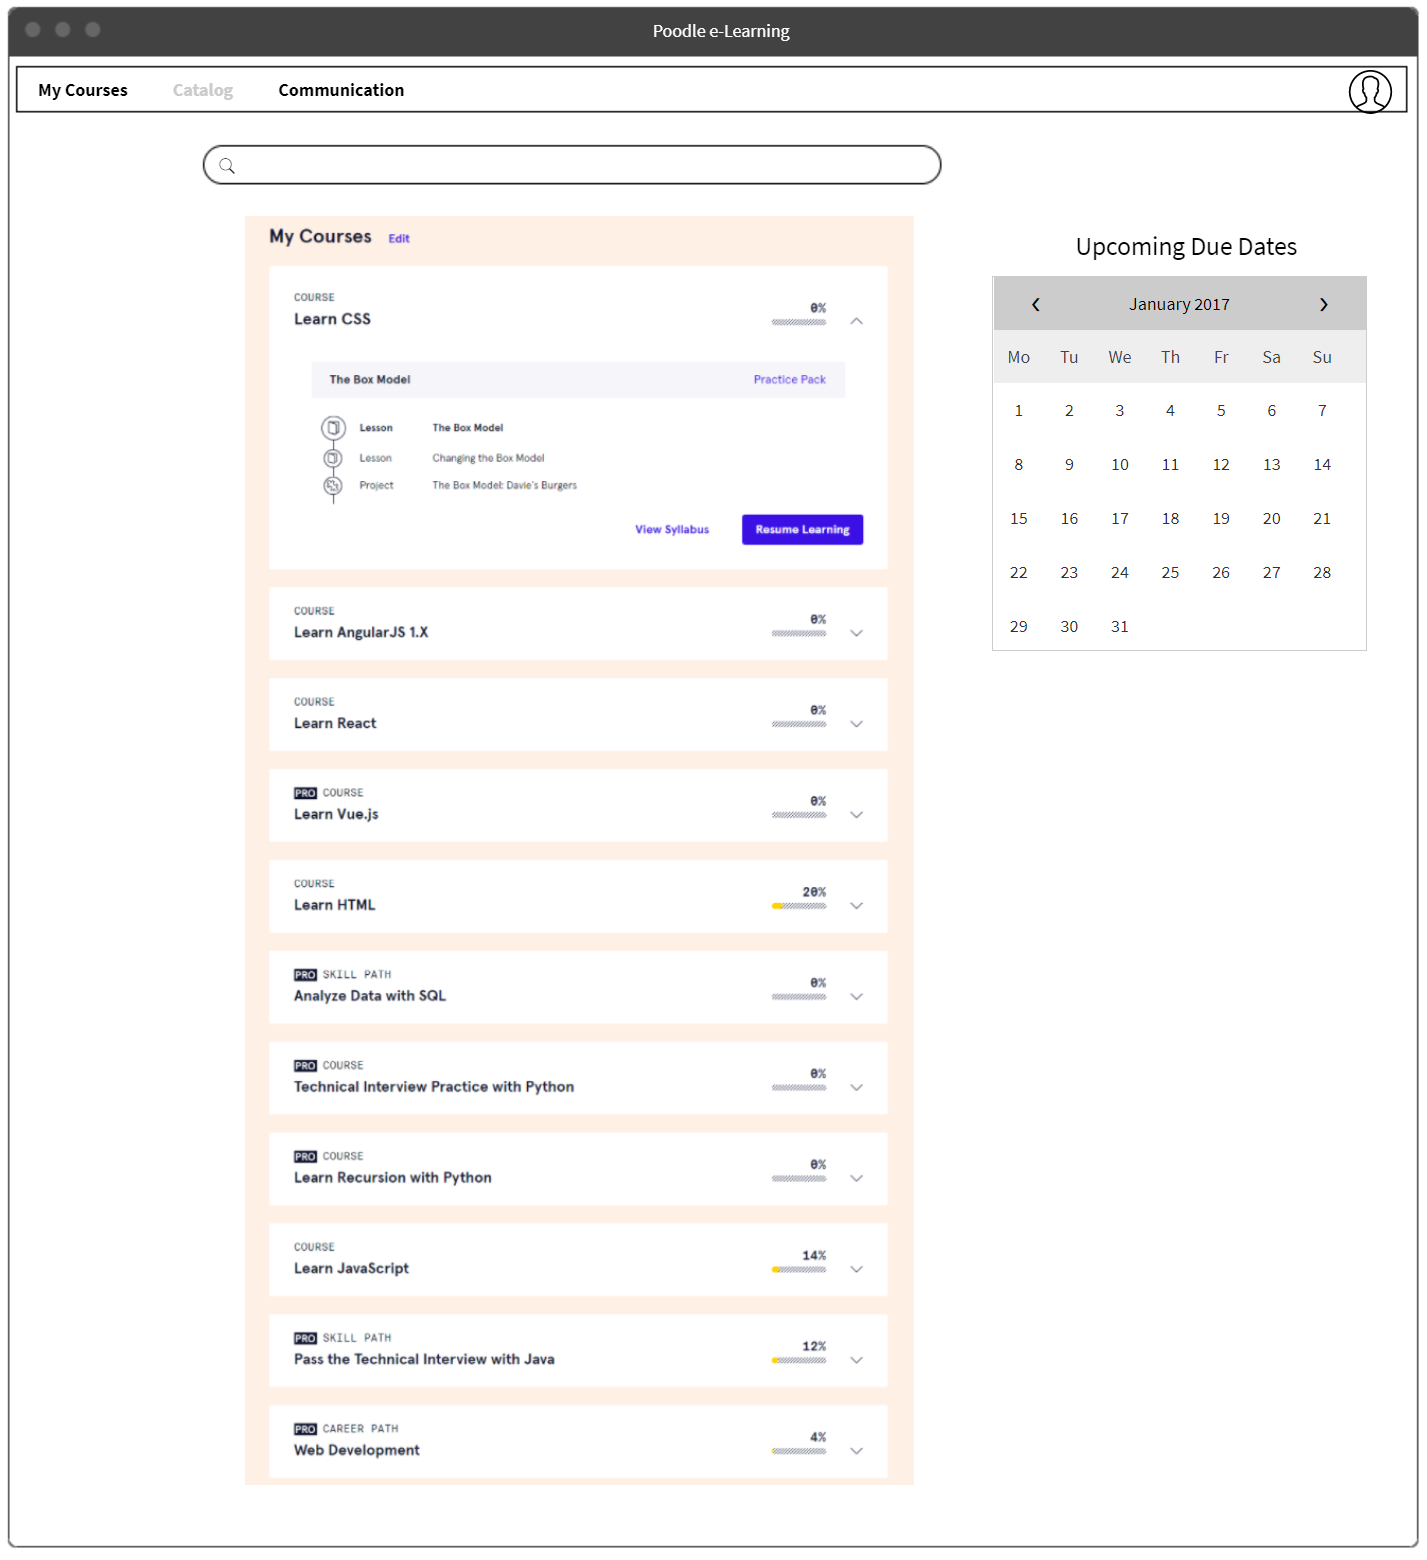 Poodle e-Learning
My Courses Catalog Communication
My Courses Edit
COURSE
Learn CSS
0%
The Box Model Practice Pack
Lesson The Box Model
Lesson Changing the Box Model
Project The Box Model: Davie's Burgers
View Syllabus Resume Learning
COURSE
Learn AngularJS 1.X
0%
COURSE
Learn React
0%
PRO COURSE
Learn Vue.js
0%
COURSE
Learn HTML
20%
PRO SKILL PATH
Analyze Data with SQL
0%
PRO COURSE
Technical Interview Practice with Python
0%
PRO COURSE
Learn Recursion with Python
0%
COURSE
Learn JavaScript
14%
PRO SKILL PATH
Pass the Technical Interview with Java
12%
PRO CAREER PATH
Web Development
4%
Upcoming Due Dates
January 2017
Mo Tu We Th Fr Sa Su
1 2 3 4 5 6 7
8 9 10 11 12 13 14
15 16 17 18 19 20 21
22 23 24 25 26 27 28
29 30 31